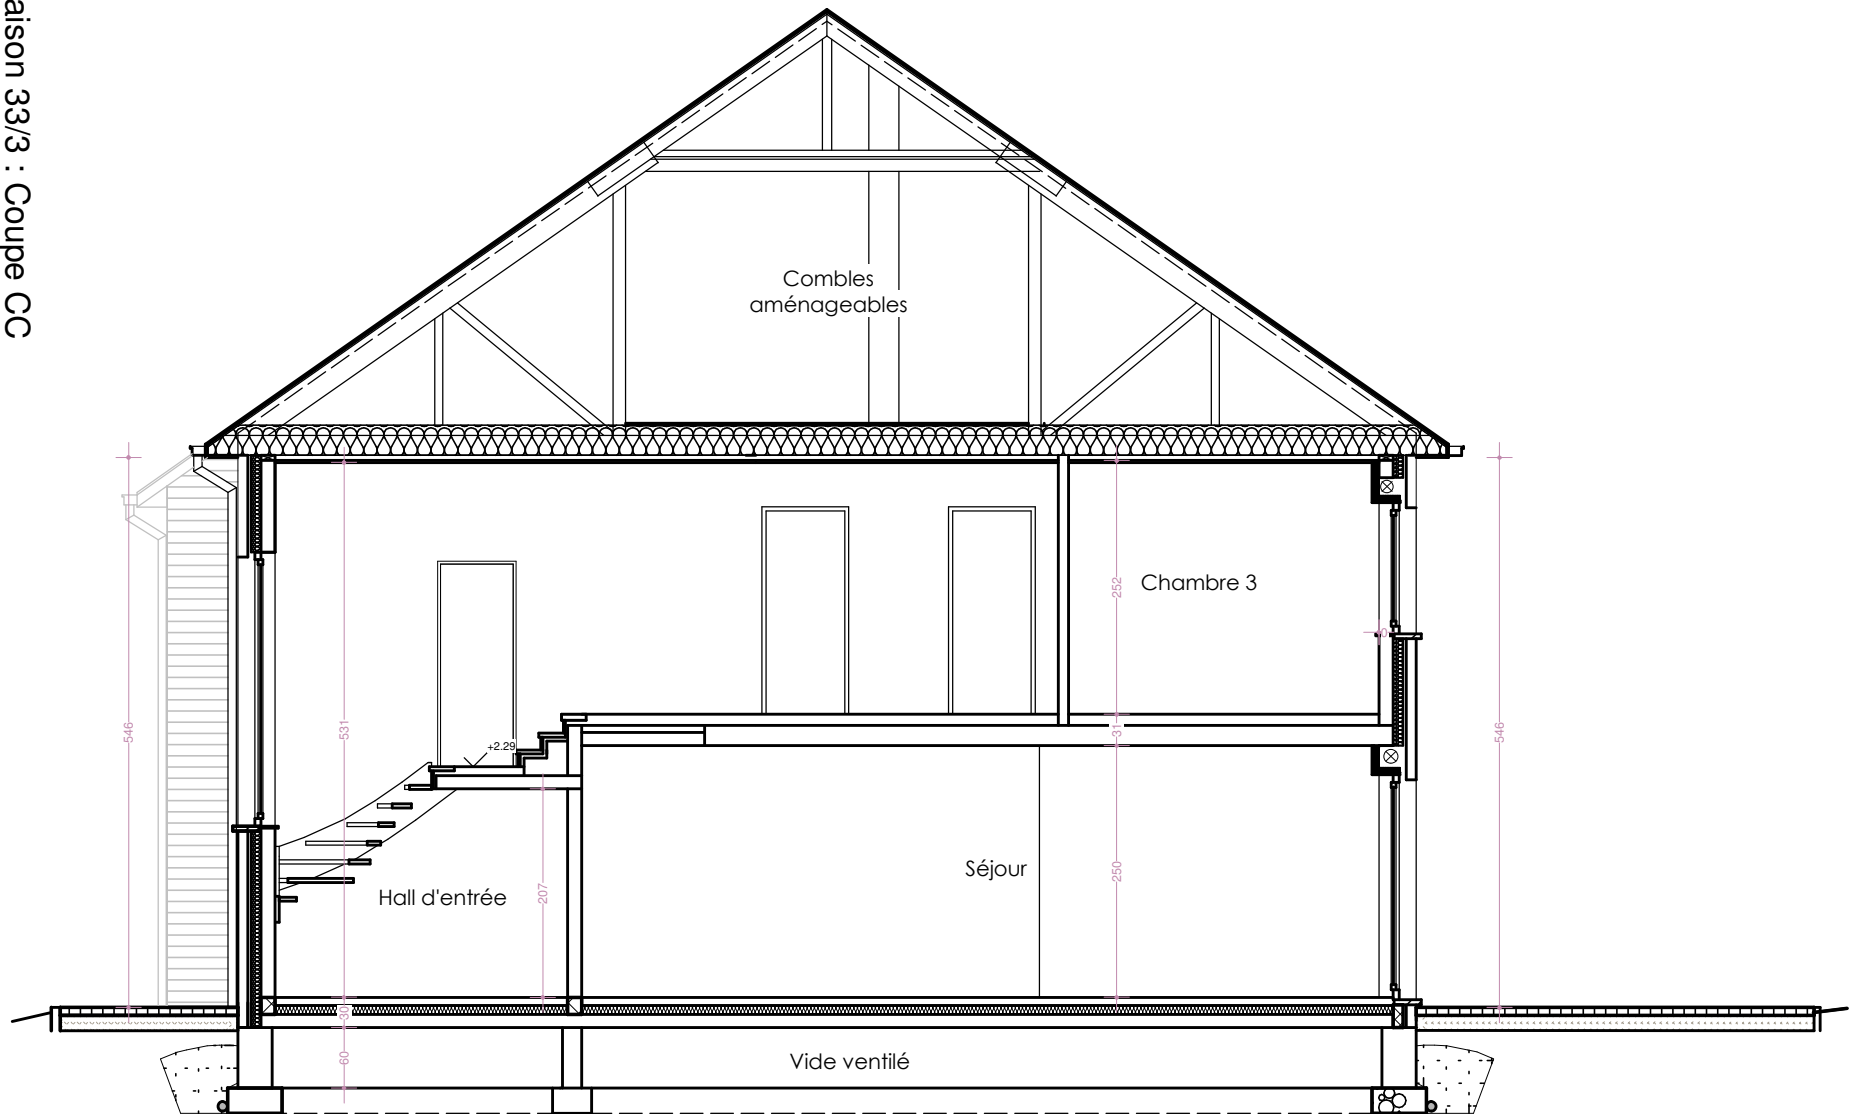 aison 33/3 : Coupe CC
Combles
aménageables
252
Chambre 3
5
546
531
+2.29
31
546
Séjour
250
Hall d'entrée
207
30
60
Vide ventilé